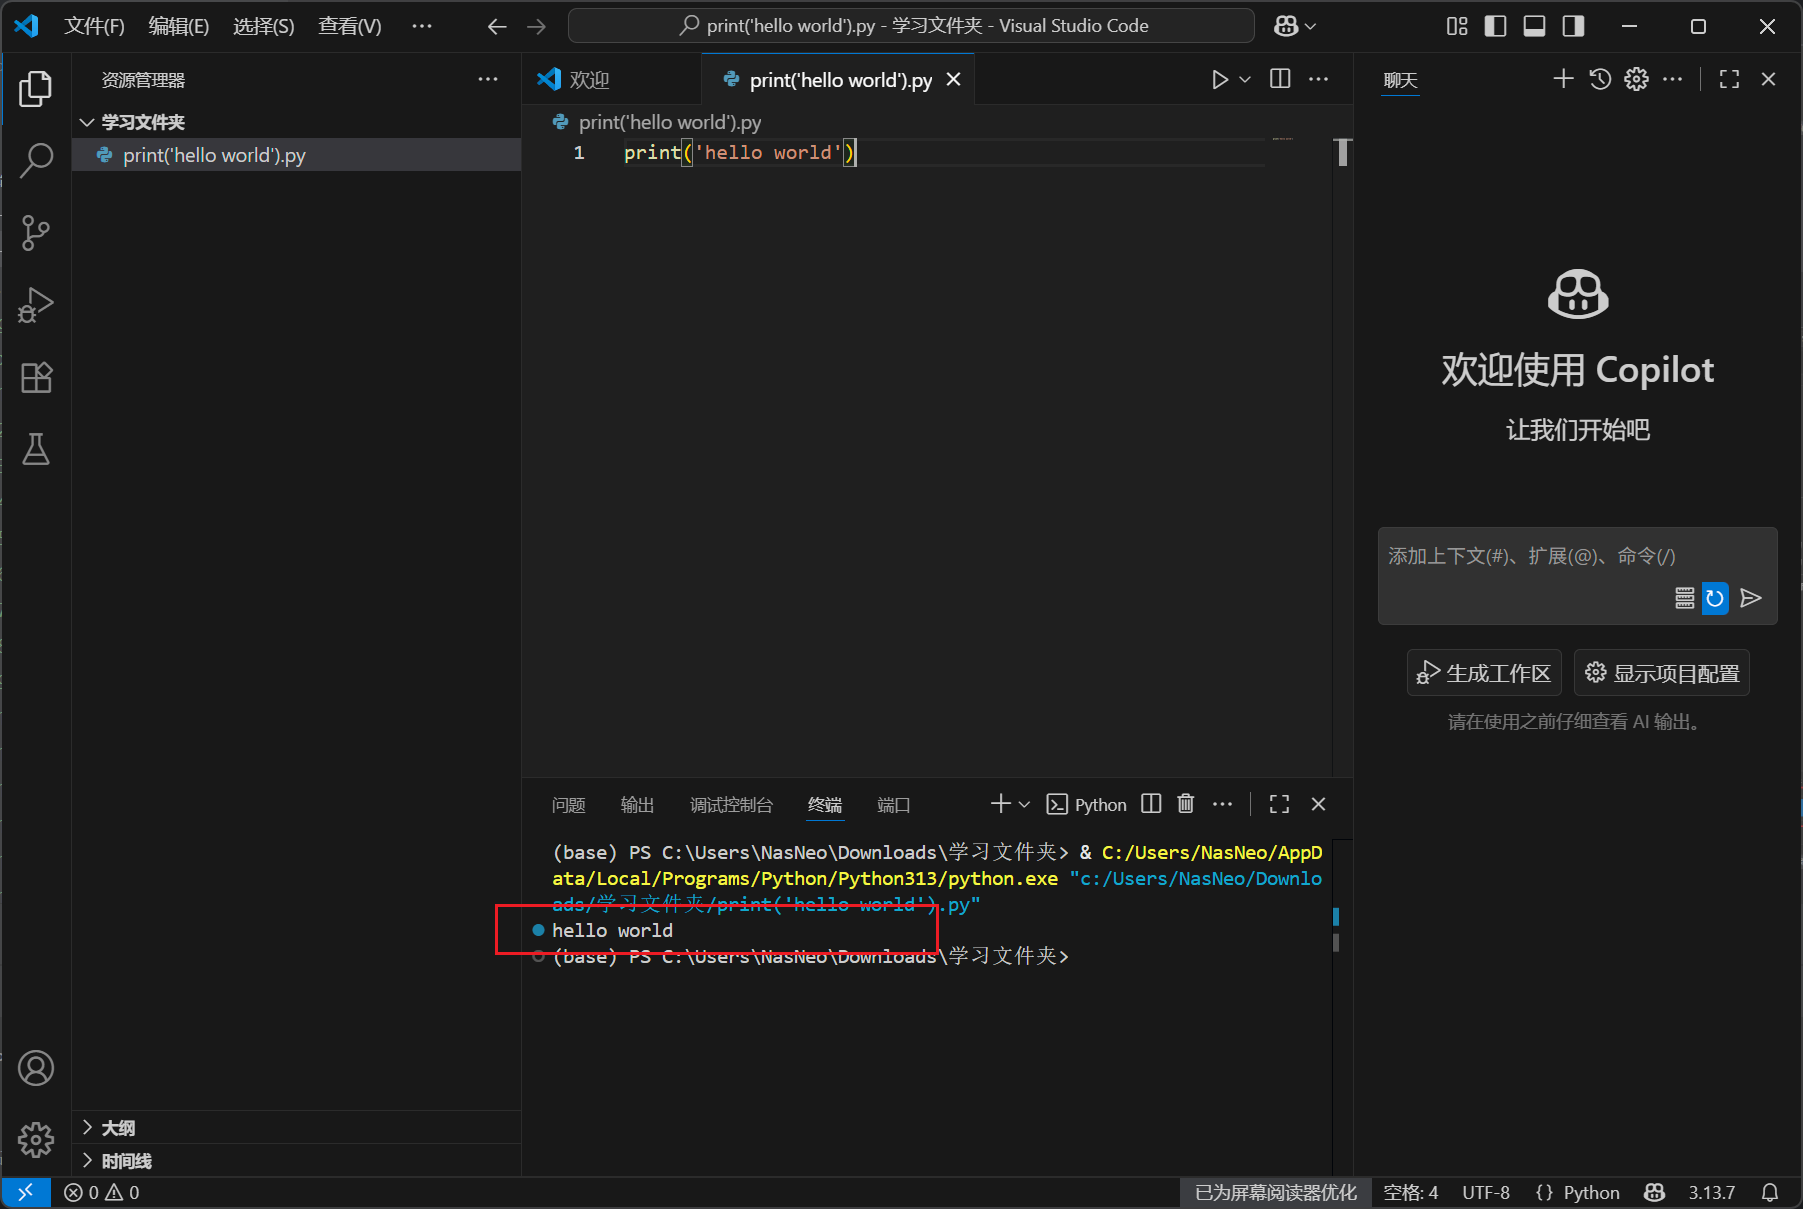 文件(F) 编辑(E) 选择(S) 查看(V) ··· print('hello world').py - 学习文件夹 - Visual Studio Code
资源管理器
学习文件夹
print('hello world').py
欢迎 print('hello world').py
print('hello world').py
1 print('hello world')
问题 输出 调试控制台 终端 端口 Python
(base) PS C:\Users\NasNeo\Downloads\学习文件夹> & C:/Users/NasNeo/AppD
ata/Local/Programs/Python/Python313/python.exe "c:/Users/NasNeo/Downlo
ads/学习文件夹/print('hello world').py"
hello world
(base) PS C:\Users\NasNeo\Downloads\学习文件夹>
聊天
欢迎使用 Copilot
让我们开始吧
添加上下文(#)、扩展(@)、命令(/)
生成工作区 显示项目配置
请在使用之前仔细查看 AI 输出。
大纲
时间线
0 0 已为屏幕阅读器优化 空格: 4 UTF-8 {} Python 3.13.7